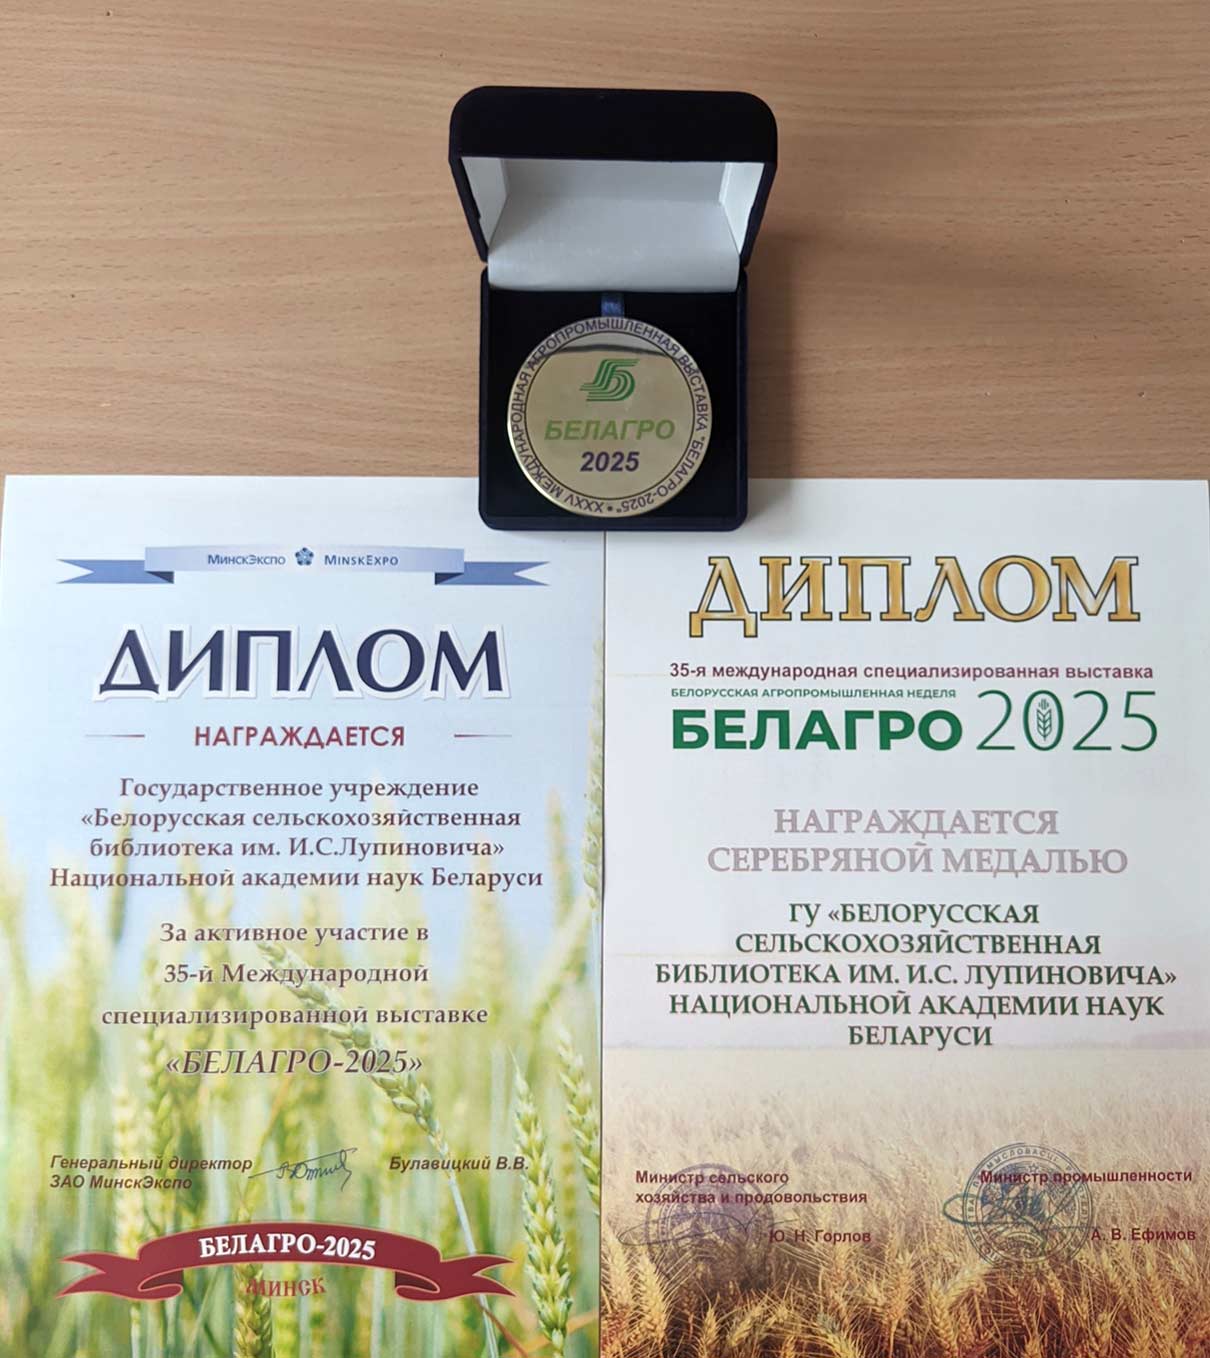 МЕЖДУНАРОДНАЯ АГРОПРОМЫШЛЕННАЯ ВЫСТАВКА "БЕЛАГРО-2025" • XXXV
БЕЛАГРО
2025
МИНСКЭКСПО MINSKEXPO
ДИПЛОМ
НАГРАЖДАЕТСЯ
Государственное учреждение
«Белорусская сельскохозяйственная
библиотека им. И.С.Лупиновича»
Национальной академии наук Беларуси
За активное участие в
35-й Международной
специализированной выставке
«БЕЛАГРО-2025»
Генеральный директор
ЗАО МинскЭкспо
Булавицкий В.В.
БЕЛАГРО-2025
МИНСК
ДИПЛОМ
35-я международная специализированная выставка
БЕЛОРУССКАЯ АГРОПРОМЫШЛЕННАЯ НЕДЕЛЯ
БЕЛАГРО 2025
НАГРАЖДАЕТСЯ
СЕРЕБРЯНОЙ МЕДАЛЬЮ
ГУ «БЕЛОРУССКАЯ
СЕЛЬСКОХОЗЯЙСТВЕННАЯ
БИБЛИОТЕКА ИМ. И.С. ЛУПИНОВИЧА»
НАЦИОНАЛЬНОЙ АКАДЕМИИ НАУК
БЕЛАРУСИ
Министр сельского
хозяйства и продовольствия
Ю. Н. Горлов
Министр промышленности
А. В. Ефимов